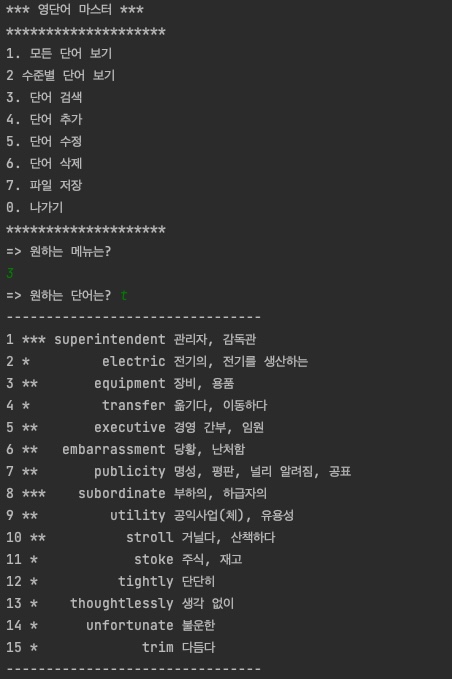 *** 영단어 마스터 ***
********************
1. 모든 단어 보기
2 수준별 단어 보기
3. 단어 검색
4. 단어 추가
5. 단어 수정
6. 단어 삭제
7. 파일 저장
0. 나가기
********************
=> 원하는 메뉴는?
3
=> 원하는 단어는? t
--------------------------------
1 *** superintendent 관리자, 감독관
2 *         electric 전기의, 전기를 생산하는
3 **       equipment 장비, 용품
4 *         transfer 옮기다, 이동하다
5 **       executive 경영 간부, 임원
6 **   embarrassment 당황, 난처함
7 **       publicity 명성, 평판, 널리 알려짐, 공표
8 ***    subordinate 부하의, 하급자의
9 **         utility 공익사업(체), 유용성
10 **          stroll 거닐다, 산책하다
11 *            stoke 주식, 재고
12 *          tightly 단단히
13 *    thoughtlessly 생각 없이
14 *      unfortunate 불운한
15 *             trim 다듬다
--------------------------------